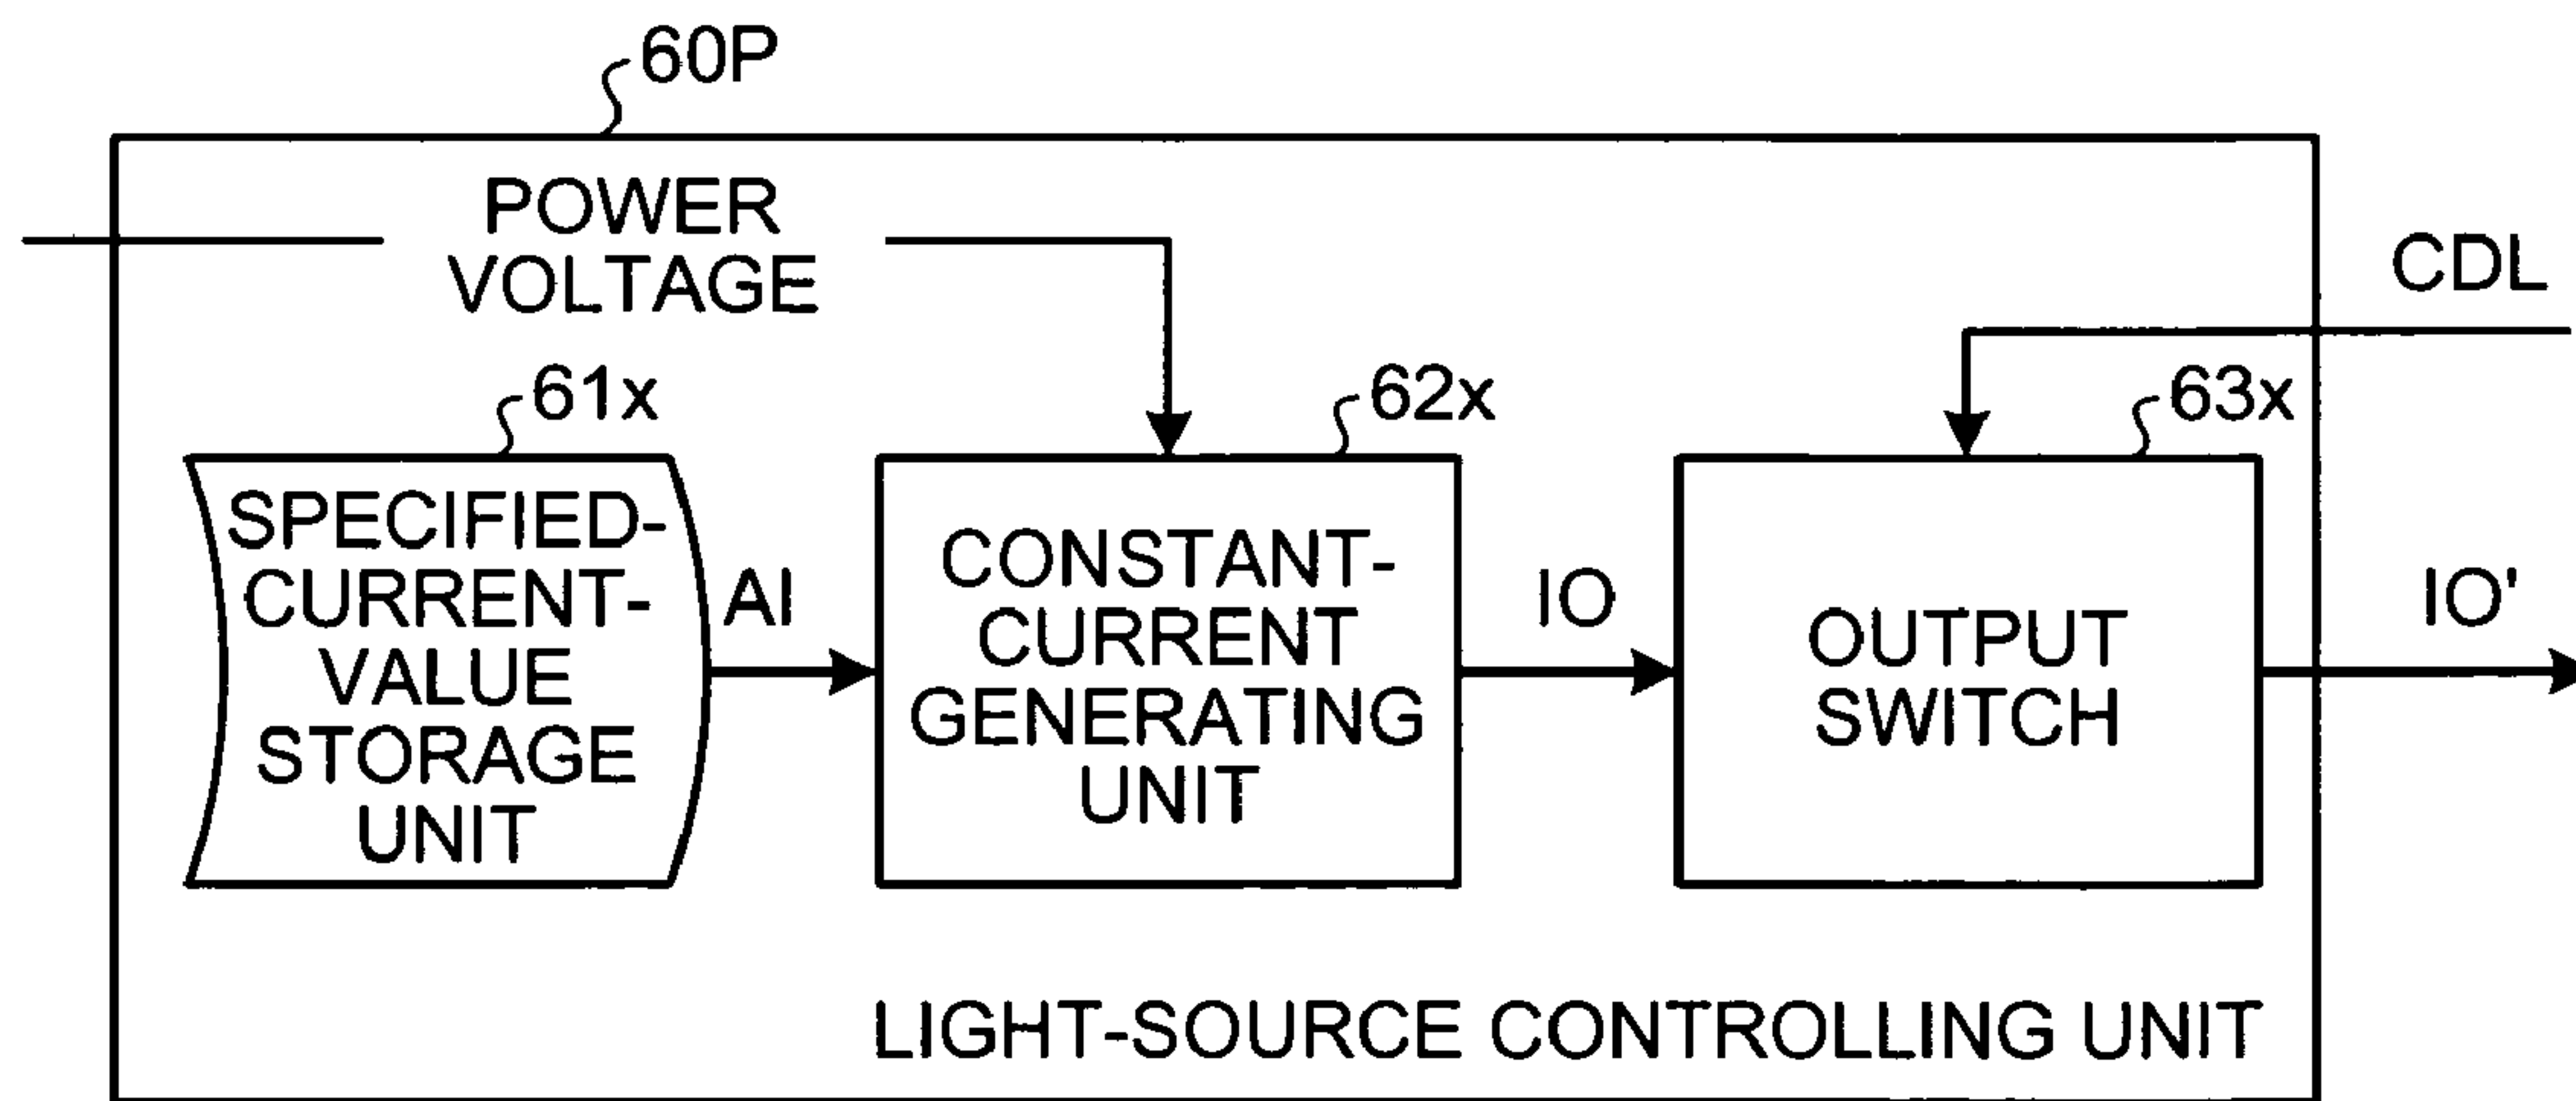 60P
POWER
VOLTAGE
CDL
61x
62x
63x
SPECIFIED-
CURRENT-
VALUE
STORAGE
UNIT
AI
CONSTANT-
CURRENT
GENERATING
UNIT
IO
OUTPUT
SWITCH
IO'
LIGHT-SOURCE CONTROLLING UNIT